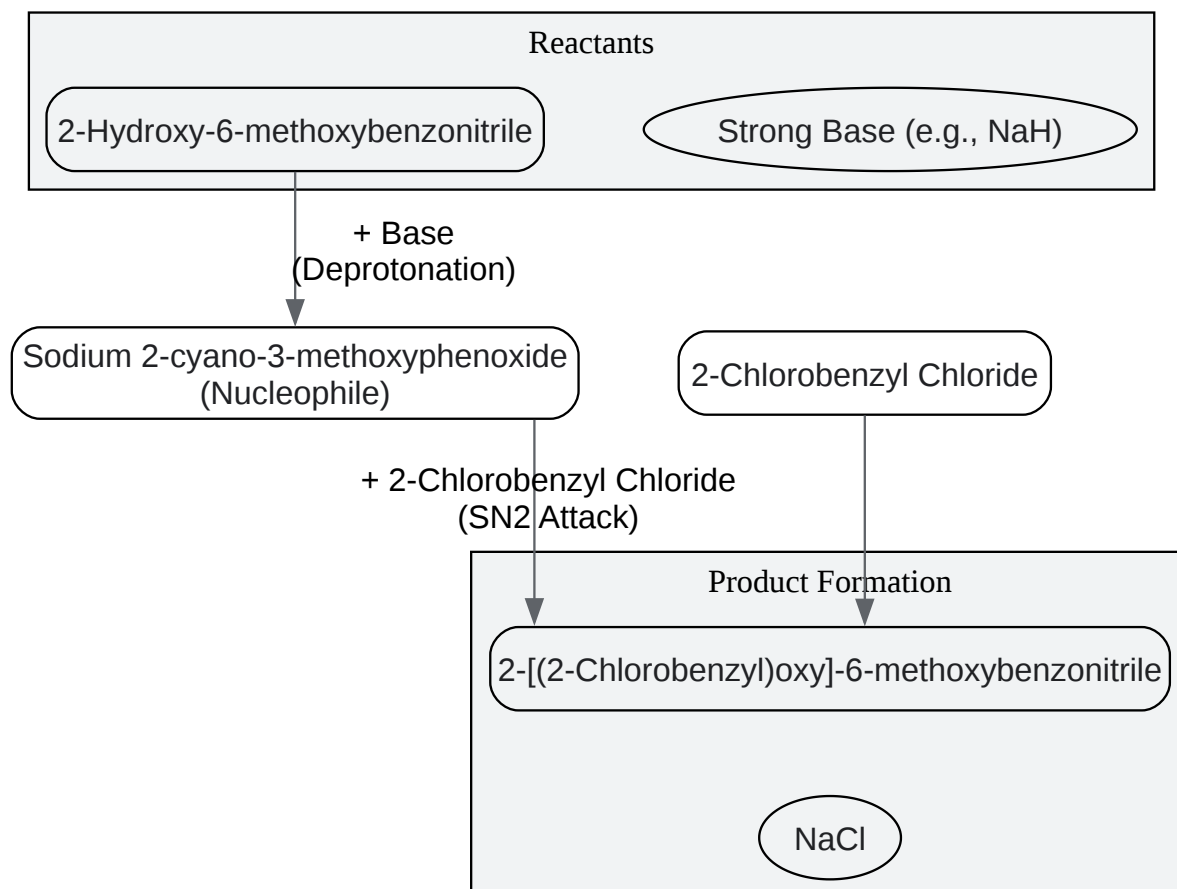 Reactants
2-Hydroxy-6-methoxybenzonitrile
Strong Base (e.g., NaH)
+ Base
(Deprotonation)
Sodium 2-cyano-3-methoxyphenoxide
(Nucleophile)
2-Chlorobenzyl Chloride
+ 2-Chlorobenzyl Chloride
(SN2 Attack)
Product Formation
2-[(2-Chlorobenzyl)oxy]-6-methoxybenzonitrile
NaCl